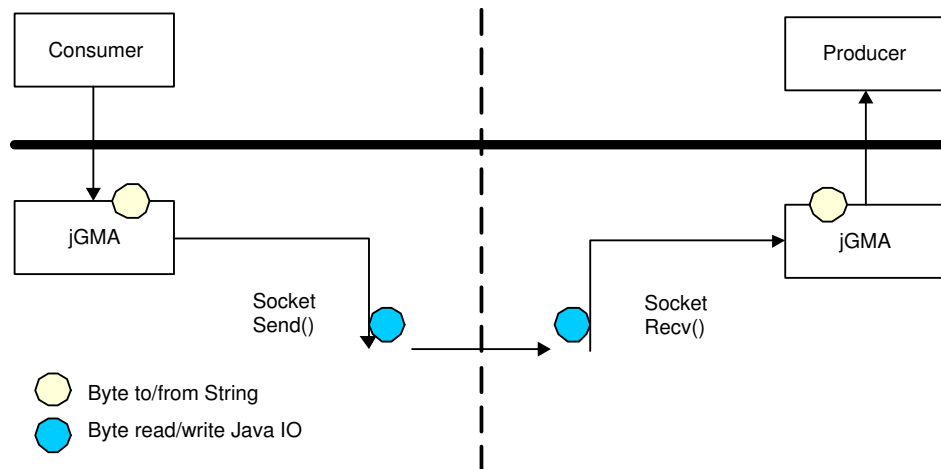 Consumer
Producer
jGMA
jGMA
Socket
Send()
Socket
Recv()
Byte to/from String
Byte read/write Java IO